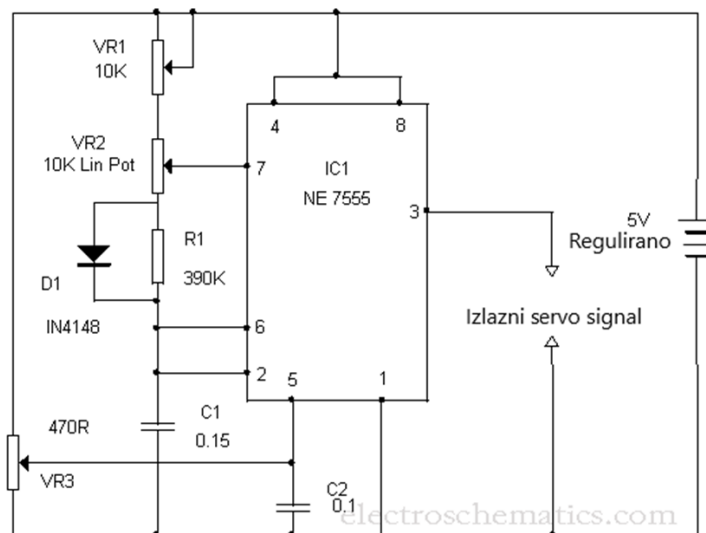 VR1
10K
VR2
10K Lin Pot
D1
IN4148
R1
390K
4
8
7
IC1
NE 7555
3
6
2
5
1
5V
Regulirano
Izlazni servo signal
470R
VR3
C1
0.15
C2
0.1
electroschematics.com